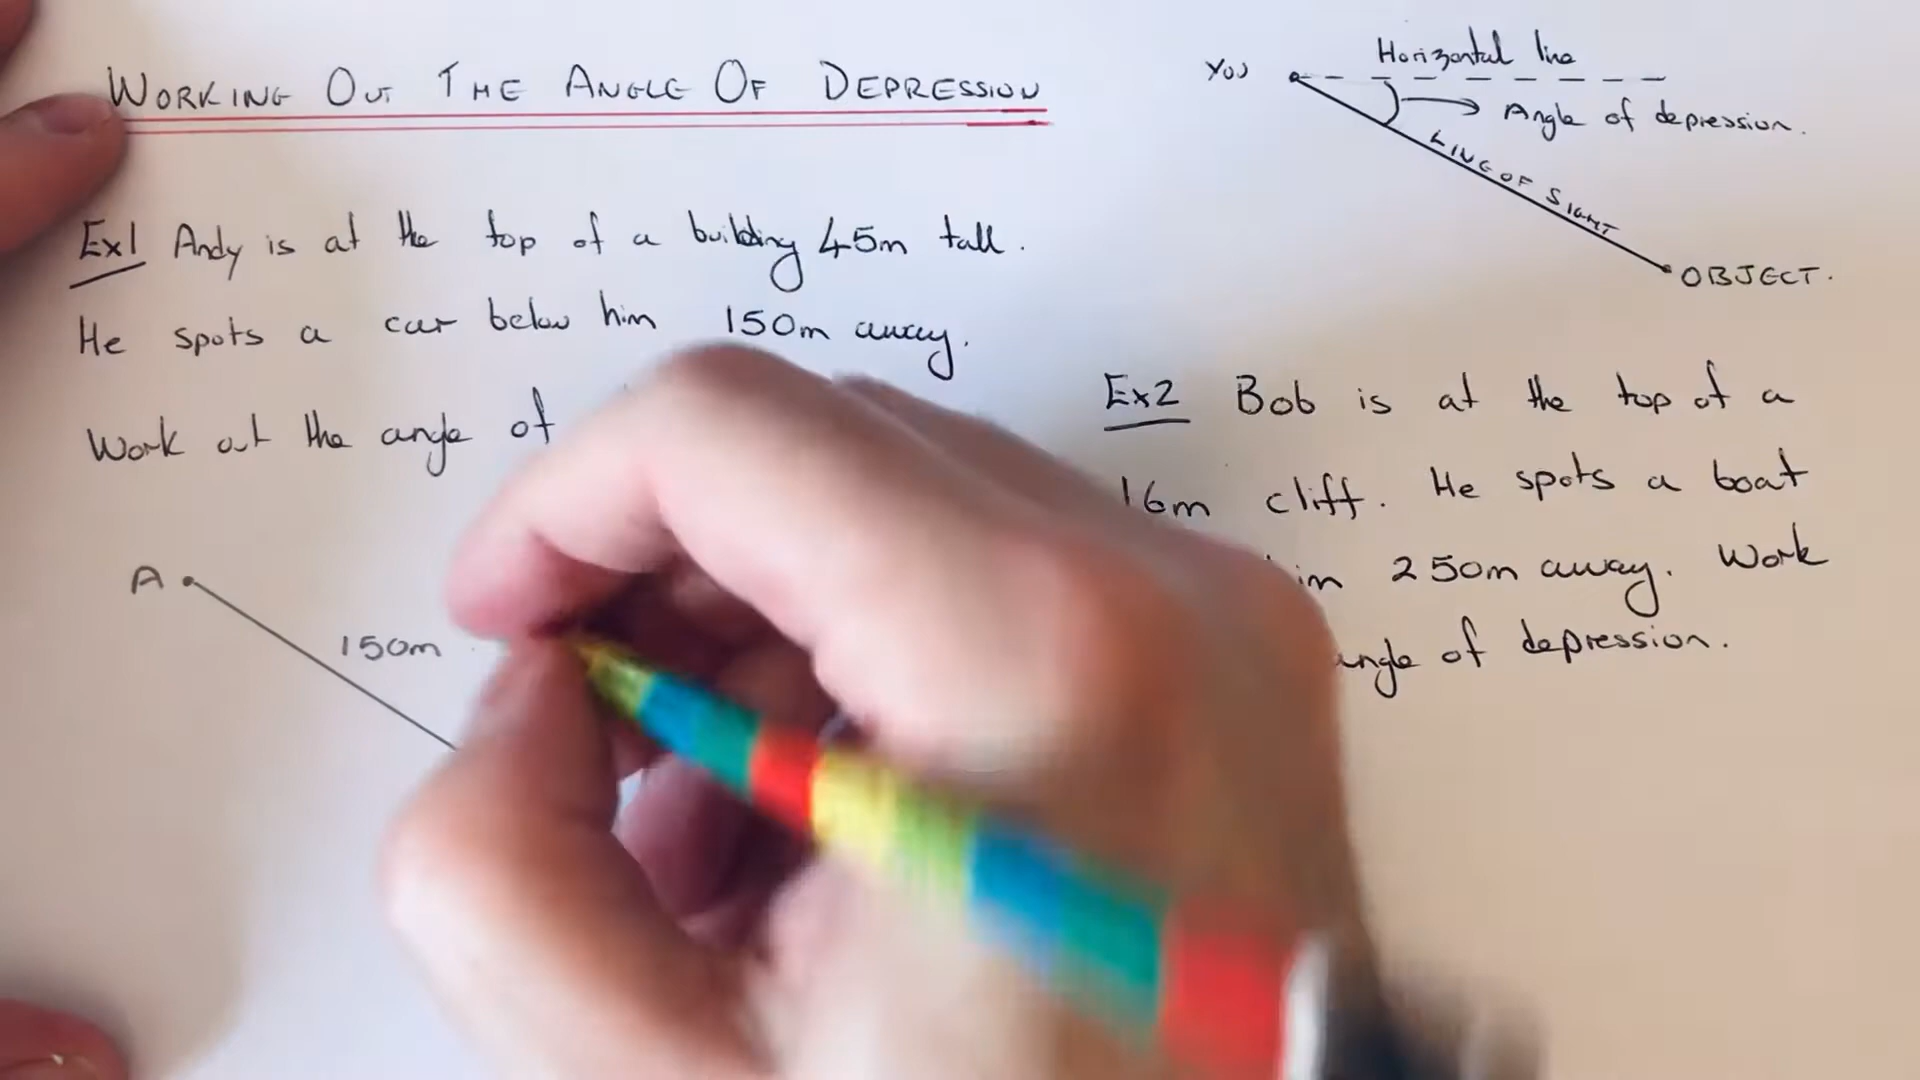 WORKING OUT THE ANGLE OF DEPRESSION
Ex1 Andy is at the top of a building 45m tall.
He spots a car below him 150m away.
Work out the angle of
A
150m
YOU
Horizontal line
Angle of depression.
LINE OF SIGHT
OBJECT.
Ex2 Bob is at the top of a
16m cliff. He spots a boat
250m away. Work
angle of depression.